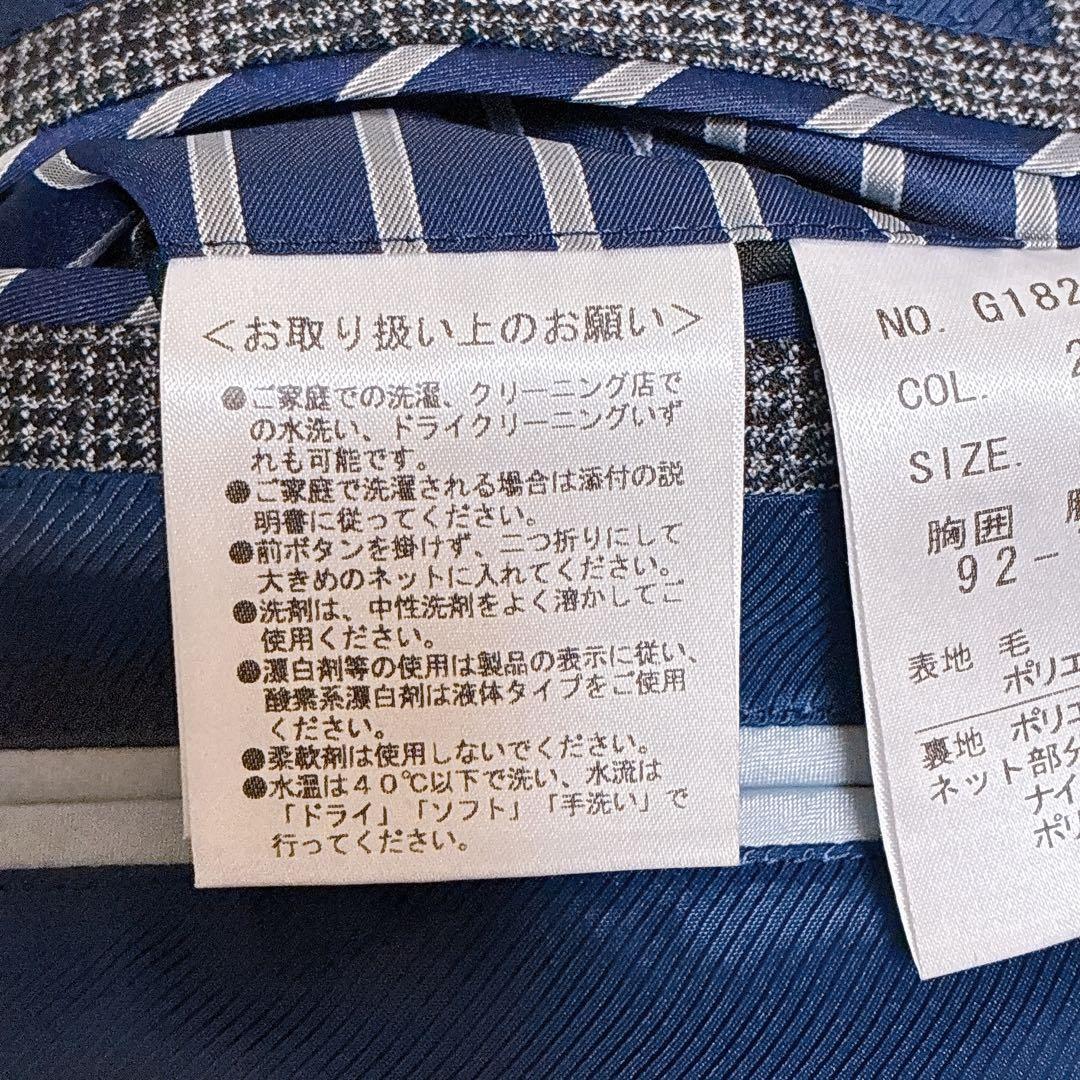 ＜お取り扱い上のお願い＞
●ご家庭での洗濯、クリーニング店で
の水洗い、ドライクリーニングいず
れも可能です。
●ご家庭で洗濯される場合は添付の説
明書に従ってください。
●前ボタンを掛けず、二つ折りにして
大きめのネットに入れてください。
●洗剤は、中性洗剤をよく溶かしてご
使用ください。
●漂白剤等の使用は製品の表示に従い、
酸素系漂白剤は液体タイプをご使用
ください。
●柔軟剤は使用しないでください。
●水温は４０℃以下で洗い、水流は
「ドライ」「ソフト」「手洗い」で
行ってください。
NO. G182
COL. 2
SIZE.
胸囲
92-
表地 毛
ポリエ
裏地 ポリエ
ネット部分
ナイ
ポリ